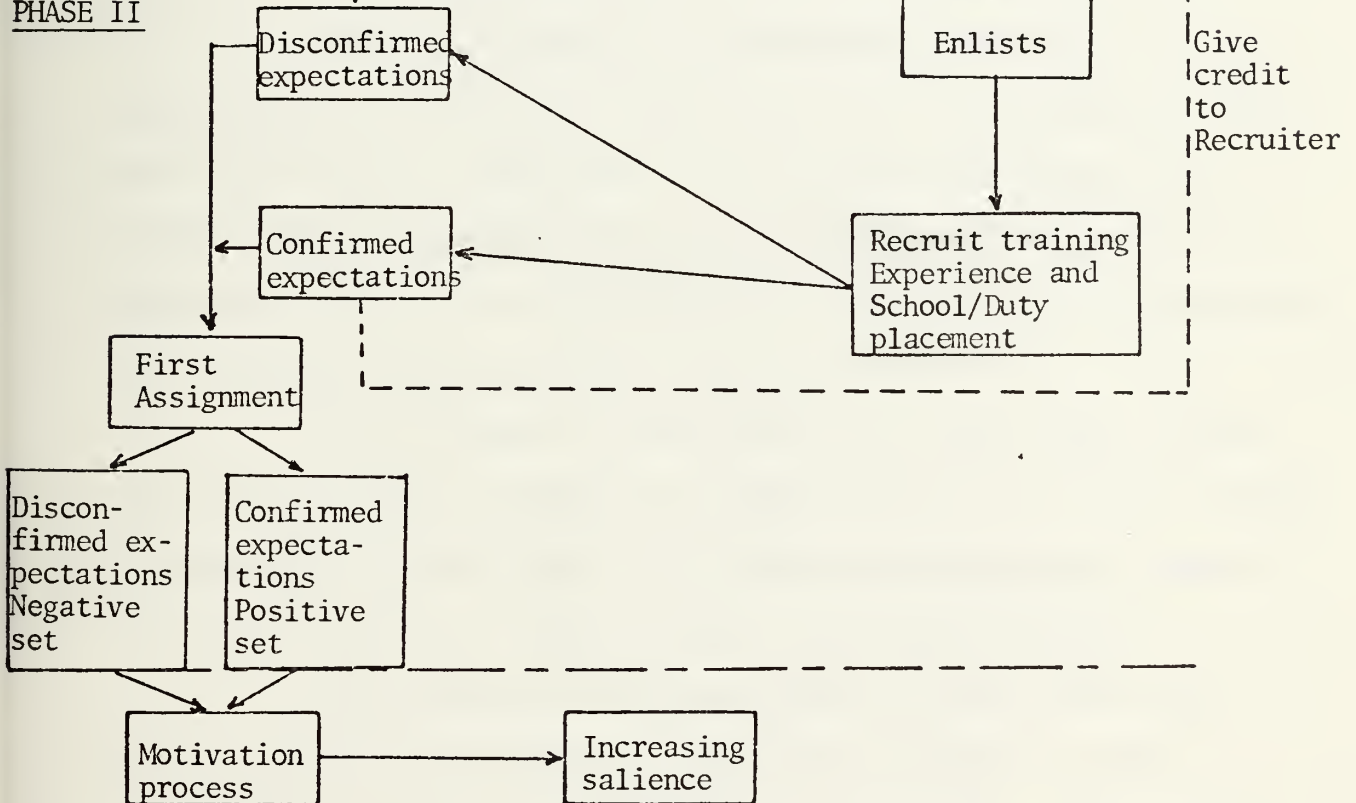 PHASE II
Disconfirmed
expectations
Enlists
Give
credit
to
Recruiter
Confirmed
expectations
Recruit training
Experience and
School/Duty
placement
First
Assignment
Discon-
firmed ex-
pectations
Negative
set
Confirmed
expecta-
tions
Positive
set
Motivation
process
Increasing
salience